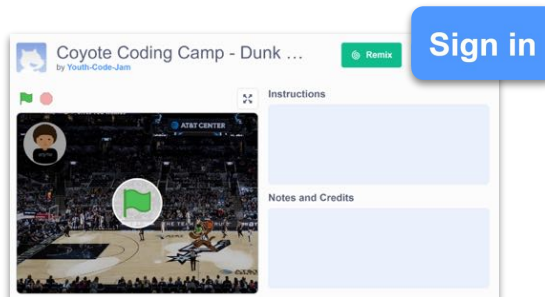 Sign in
Coyote Coding Camp - Dunk ...
by Youth-Code-Jam
Remix
Instructions
AT&T CENTER
Notes and Credits